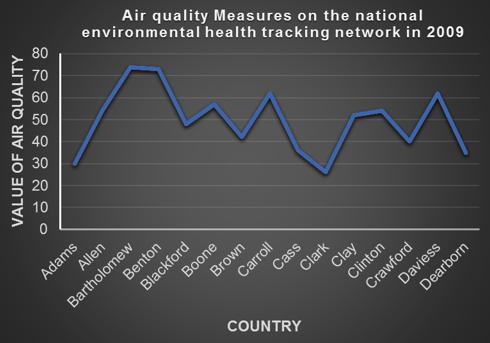 Air quality Measures on the national
environmental health tracking network in 2009
VALUE OF AIR QUALITY
80
70
60
50
40
30
20
10
0
Adams
Allen
Bartholomew
Benton
Blackford
Boone
Brown
Carroll
Cass
Clark
Clay
Clinton
Crawford
Daviess
Dearborn
COUNTRY